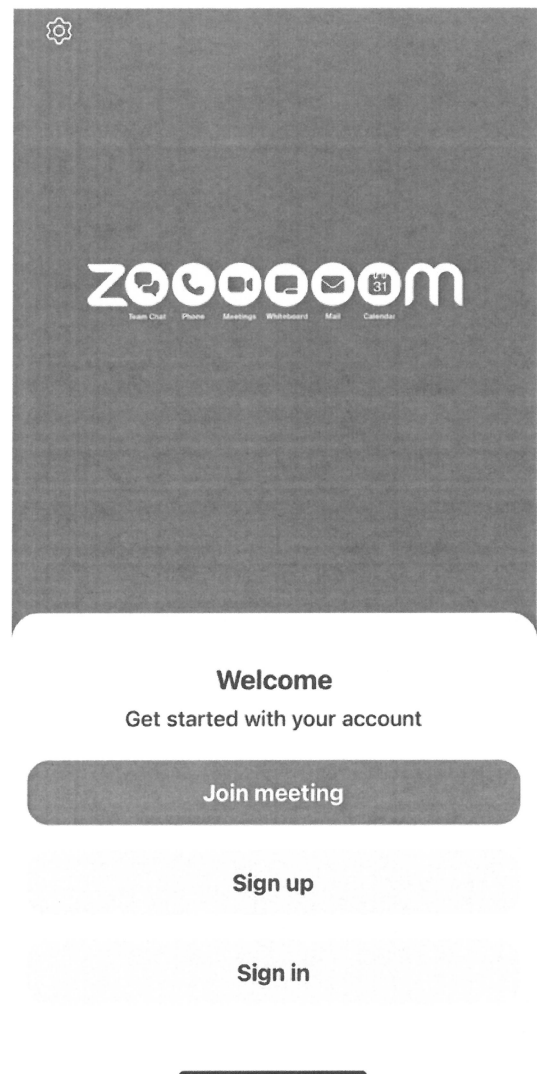 zoooooom
Team Chat Phone Meetings Whiteboard Mail Calendar
31
Welcome
Get started with your account
Join meeting
Sign up
Sign in